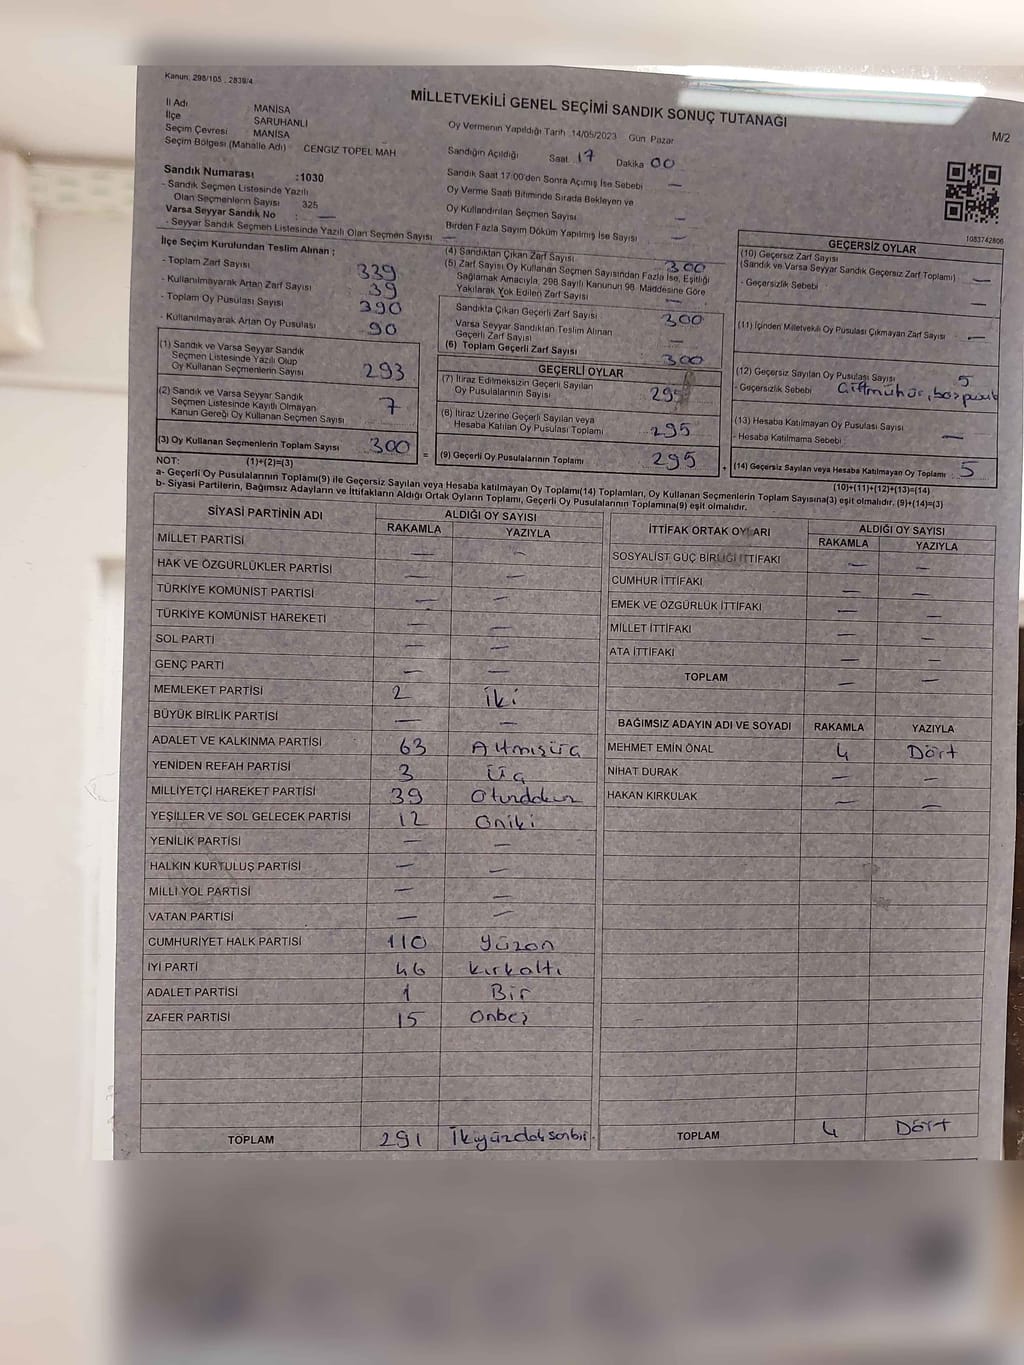 Kanun: 298/105 , 2839/4
MİLLETVEKİLİ GENEL SEÇİMİ SANDIK SONUÇ TUTANAĞI
M/2
İl Adı MANİSA
İlçe SARUHANLI
Seçim Çevresi MANİSA
Seçim Bölgesi (Mahalle Adı) CENGİZ TOPEL MAH
Oy Vermenin Yapıldığı Tarih 14/05/2023 Gün Pazar
Sandığın Açıldığı Saat 17 Dakika 00
Sandık Saat 17:00'den Sonra Açılmış İse Sebebi —
Oy Verme Saati Bitiminde Sırada Bekleyen ve
Oy Kullandırılan Seçmen Sayısı —
Birden Fazla Sayım Döküm Yapılmış İse Sayısı —
Sandık Numarası :1030
- Sandık Seçmen Listesinde Yazılı
Olan Seçmenlerin Sayısı 325
Varsa Seyyar Sandık No : —
- Seyyar Sandık Seçmen Listesinde Yazılı Olan Seçmen Sayısı —
1083742806
İlçe Seçim Kurulundan Teslim Alınan ;
- Toplam Zarf Sayısı 339
- Kullanılmayarak Artan Zarf Sayısı 39
- Toplam Oy Pusulası Sayısı 390
- Kullanılmayarak Artan Oy Pusulası 90
(1) Sandık ve Varsa Seyyar Sandık
Seçmen Listesinde Yazılı Olup
Oy Kullanan Seçmenlerin Sayısı 293
(2) Sandık ve Varsa Seyyar Sandık
Seçmen Listesinde Kayıtlı Olmayan
Kanun Gereği Oy Kullanan Seçmen Sayısı 7
(3) Oy Kullanan Seçmenlerin Toplam Sayısı 300
(4) Sandıktan Çıkan Zarf Sayısı 300
(5) Zarf Sayısı Oy Kullanan Seçmen Sayısından Fazla İse, Eşitliği
Sağlamak Amacıyla, 298 Sayılı Kanunun 98. Maddesine Göre
Yakılarak Yok Edilen Zarf Sayısı —
Sandıkta Çıkan Geçerli Zarf Sayısı 300
Varsa Seyyar Sandıktan Teslim Alınan
Geçerli Zarf Sayısı —
(6) Toplam Geçerli Zarf Sayısı 300
GEÇERLİ OYLAR
(7) İtiraz Edilmeksizin Geçerli Sayılan
Oy Pusulalarının Sayısı 295
(8) İtiraz Üzerine Geçerli Sayılan veya
Hesaba Katılan Oy Pusulası Toplamı 295
= (9) Geçerli Oy Pusulalarının Toplamı 295
GEÇERSİZ OYLAR
(10) Geçersiz Zarf Sayısı
(Sandık ve Varsa Seyyar Sandık Geçersiz Zarf Toplamı) —
- Geçersizlik Sebebi : —
(11) İçinden Milletvekili Oy Pusulası Çıkmayan Zarf Sayısı —
(12) Geçersiz Sayılan Oy Pusulası Sayısı 5
- Geçersizlik Sebebi :
(13) Hesaba Katılmayan Oy Pusulası Sayısı
- Hesaba Katılmama Sebebi : —
+ (14) Geçersiz Sayılan veya Hesaba Katılmayan Oy Toplamı 5
NOT: (1)+(2)=(3)
(10)+(11)+(12)+(13)=(14)
a- Geçerli Oy Pusulalarının Toplamı(9) ile Geçersiz Sayılan veya Hesaba katılmayan Oy Toplamı(14) Toplamları, Oy Kullanan Seçmenlerin Toplam Sayısına(3) eşit olmalıdır. (9)+(14)=(3)
b- Siyasi Partilerin, Bağımsız Adayların ve İttifakların Aldığı Ortak Oyların Toplamı, Geçerli Oy Pusulalarının Toplamına(9) eşit olmalıdır.
SİYASİ PARTİNİN ADI ALDIĞI OY SAYISI
RAKAMLA YAZIYLA
MİLLET PARTİSİ — —
HAK VE ÖZGÜRLÜKLER PARTİSİ — —
TÜRKİYE KOMÜNİST PARTİSİ — —
TÜRKİYE KOMÜNİST HAREKETİ — —
SOL PARTİ — —
GENÇ PARTİ — —
MEMLEKET PARTİSİ 2 İki
BÜYÜK BİRLİK PARTİSİ — —
ADALET VE KALKINMA PARTİSİ 63 Altmışüç
YENİDEN REFAH PARTİSİ 3 Üç
MİLLİYETÇİ HAREKET PARTİSİ 39 Otuzdokuz
YEŞİLLER VE SOL GELECEK PARTİSİ 12 Oniki
YENİLİK PARTİSİ — —
HALKIN KURTULUŞ PARTİSİ — —
MİLLİ YOL PARTİSİ — —
VATAN PARTİSİ — —
CUMHURİYET HALK PARTİSİ 110 Yüzon
İYİ PARTİ 46 kırkaltı
ADALET PARTİSİ 1 Bir
ZAFER PARTİSİ 15 Onbeş
TOPLAM 291 İkiyüzdoksanbir
İTTİFAK ORTAK OYLARI ALDIĞI OY SAYISI
RAKAMLA YAZIYLA
SOSYALİST GÜÇ BİRLİĞİ İTTİFAKI — —
CUMHUR İTTİFAKI — —
EMEK VE ÖZGÜRLÜK İTTİFAKI — —
MİLLET İTTİFAKI — —
ATA İTTİFAKI — —
TOPLAM — —
BAĞIMSIZ ADAYIN ADI VE SOYADI RAKAMLA YAZIYLA
MEHMET EMİN ÖNAL 4 Dört
NİHAT DURAK — —
HAKAN KIRKULAK — —
TOPLAM 4 Dört